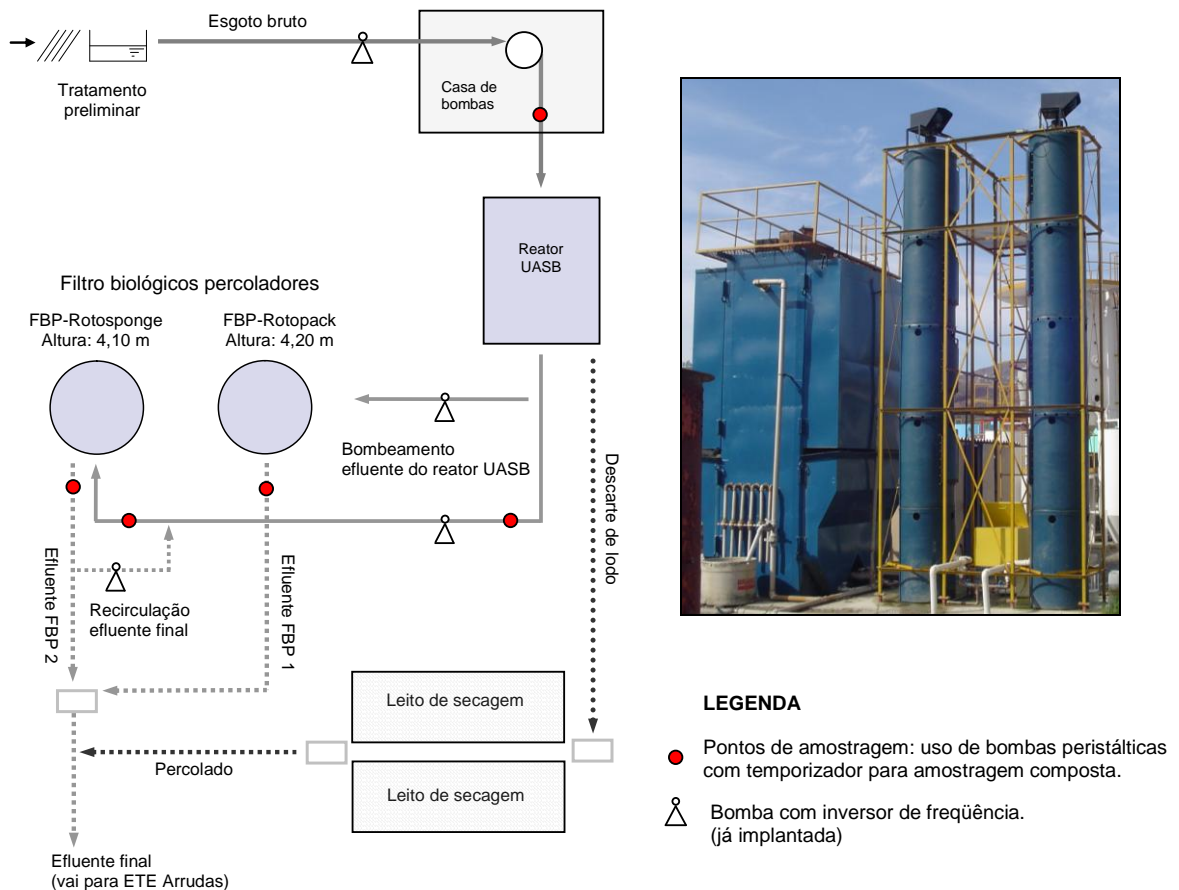 Esgoto bruto
Tratamento
preliminar
Casa de
bombas
Reator
UASB
Filtro biológicos percoladores
FBP-Rotosponge
Altura: 4,10 m
FBP-Rotopack
Altura: 4,20 m
Bombeamento
efluente do reator UASB
Descarte de lodo
Efluente FBP 2
Recirculação
efluente final
Efluente FBP 1
Leito de secagem
Percolado
Leito de secagem
Efluente final
(vai para ETE Arrudas)
LEGENDA
Pontos de amostragem: uso de bombas peristálticas
com temporizador para amostragem composta.
Bomba com inversor de freqüência.
(já implantada)